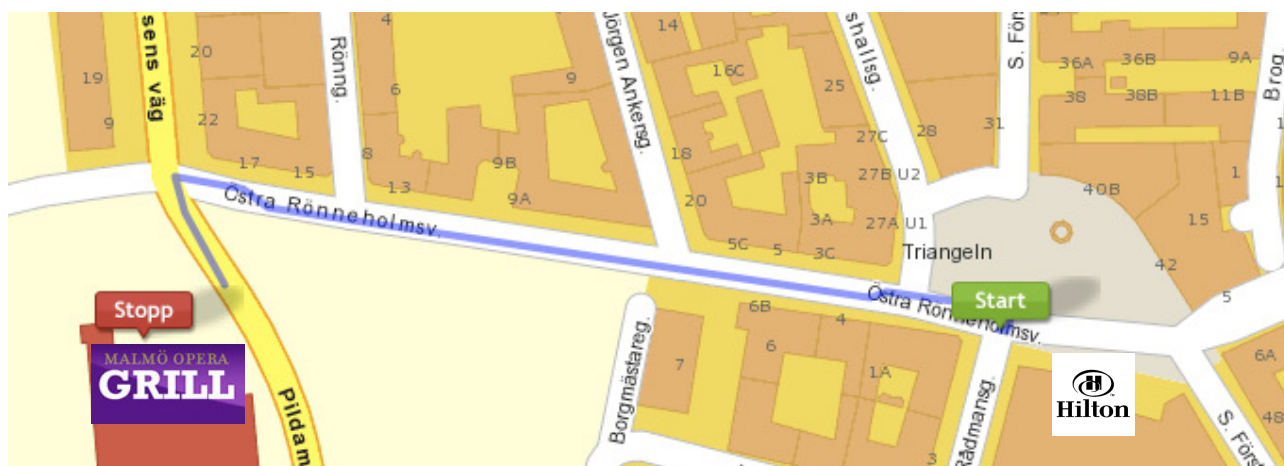 sens väg
19
9
20
22
17
15
Rönng.
4
6
8
13
9
9B
9A
Jörgen Ankersg.
14
16C
18
20
25
3B
3A
3C
5C
5
shallsg.
27C
27B U2
27A U1
28
31
S. Förs
36A
36B
9A
38
38B
11B
Brog.
1
40B
15
42
5
Triangeln
Östra Rönneholmsv.
Östra Rönneholmsv.
Start
Stopp
MALMÖ OPERA
GRILL
Pildam
Borgmästareg.
7
6B
6
4
1A
3
Rådmansg.
Hilton
S. Först
6A
48